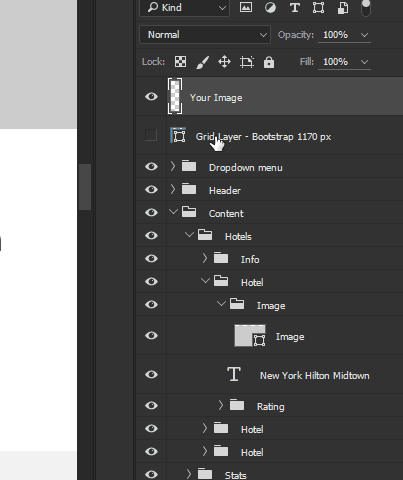 Kind
Normal Opacity: 100%
Lock: Fill: 100%
Your Image
Grid Layer - Bootstrap 1170 px
Dropdown menu
Header
Content
Hotels
Info
Hotel
Image
Image
T New York Hilton Midtown
Rating
Hotel
Hotel
Stats